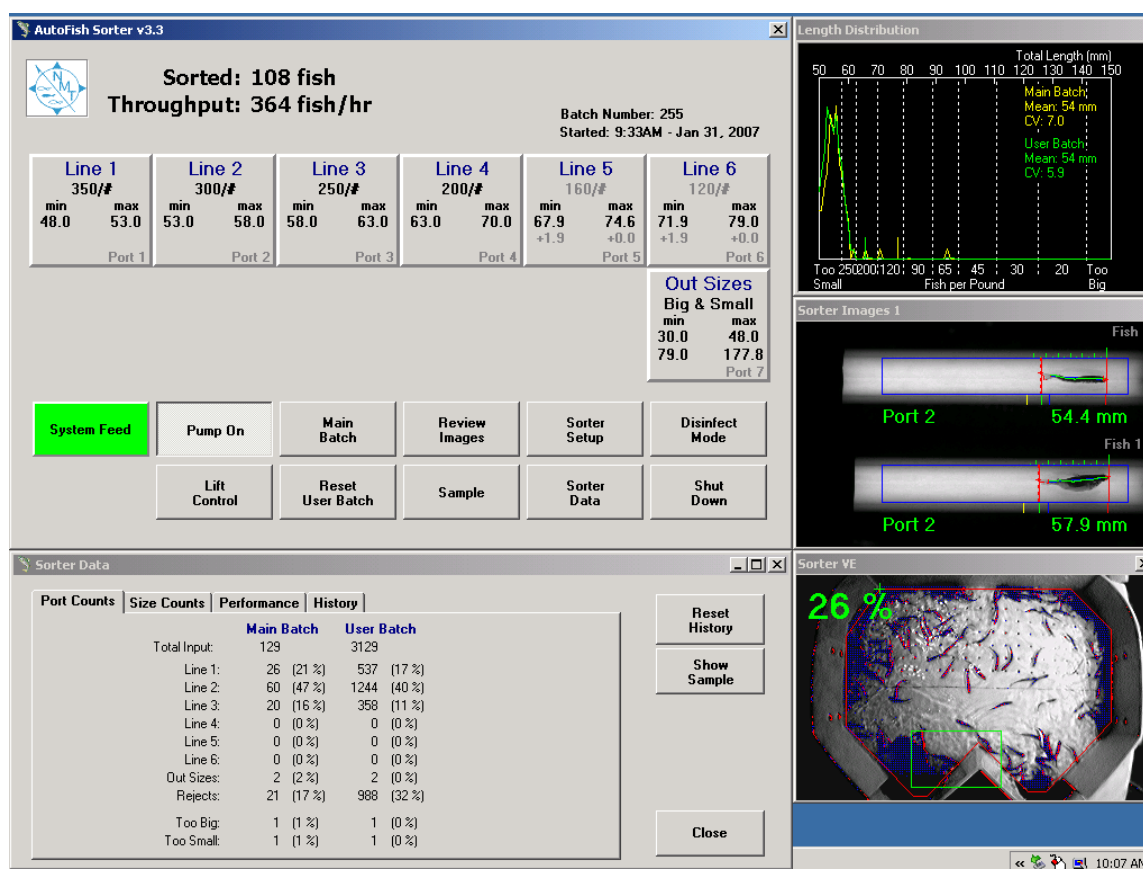 AutoFish Sorter v3.3
NMT
Sorted: 108 fish
Throughput: 364 fish/hr
Batch Number: 255
Started: 9:33AM - Jan 31, 2007
Line 1
350/#
min max
48.0 53.0
Port 1
Line 2
300/#
min max
53.0 58.0
Port 2
Line 3
250/#
min max
58.0 63.0
Port 3
Line 4
200/#
min max
63.0 70.0
Port 4
Line 5
160/#
min max
67.9 74.6
+1.9 +0.0
Port 5
Line 6
120/#
min max
71.9 79.0
+1.9 +0.0
Port 6
Out Sizes
Big & Small
min max
30.0 48.0
79.0 177.8
Port 7
System Feed
Pump On
Main
Batch
Review
Images
Sorter
Setup
Disinfect
Mode
Lift
Control
Reset
User Batch
Sample
Sorter
Data
Shut
Down
Length Distribution
Total Length (mm)
50 60 70 80 90 100 110 120 130 140 150
Main Batch:
Mean: 54 mm
CV: 7.0
User Batch:
Mean: 54 mm
CV: 5.9
Too 250 200 120 90 65 45 30 20 Too
Small Fish per Pound Big
Sorter Images 1
Fish
Port 2 54.4 mm
Fish 1
Port 2 57.9 mm
Sorter Data
Port Counts Size Counts Performance History
Main Batch User Batch
Total Input: 129 3129
Line 1: 26 (21 %) 537 (17 %)
Line 2: 60 (47 %) 1244 (40 %)
Line 3: 20 (16 %) 358 (11 %)
Line 4: 0 (0 %) 0 (0 %)
Line 5: 0 (0 %) 0 (0 %)
Line 6: 0 (0 %) 0 (0 %)
Out Sizes: 2 (2 %) 2 (0 %)
Rejects: 21 (17 %) 988 (32 %)
Too Big: 1 (1 %) 1 (0 %)
Too Small: 1 (1 %) 1 (0 %)
Reset
History
Show
Sample
Close
Sorter VE
26 %
10:07 AM